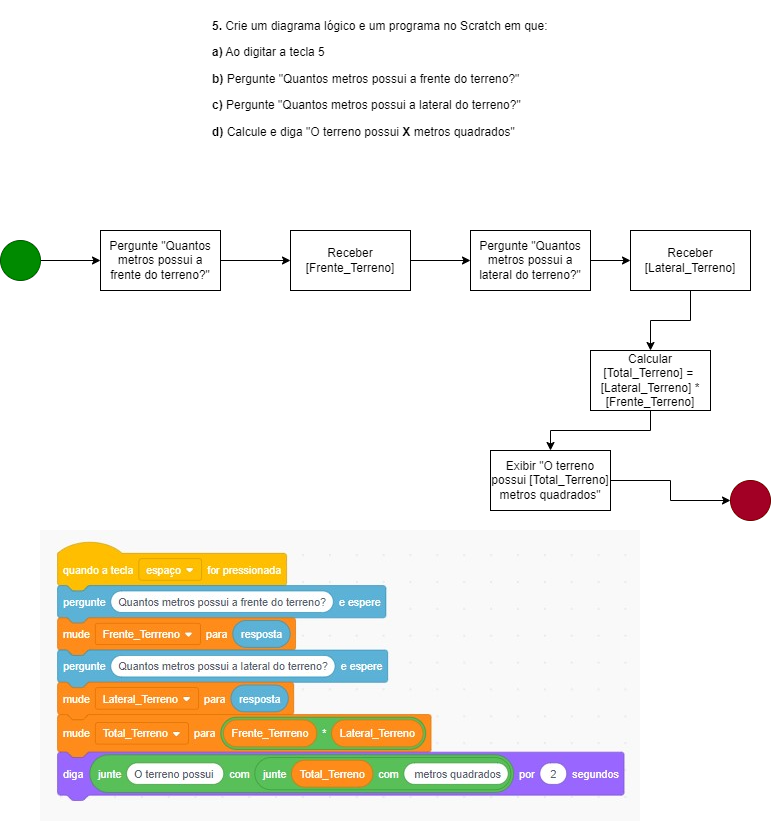 5. Crie um diagrama lógico e um programa no Scratch em que:
a) Ao digitar a tecla 5
b) Pergunte "Quantos metros possui a frente do terreno?"
c) Pergunte "Quantos metros possui a lateral do terreno?"
d) Calcule e diga "O terreno possui X metros quadrados"
Pergunte "Quantos
metros possui a
frente do terreno?"
Receber
[Frente_Terreno]
Pergunte "Quantos
metros possui a
lateral do terreno?"
Receber
[Lateral_Terreno]
Calcular
[Total_Terreno] =
[Lateral_Terreno] *
[Frente_Terreno]
Exibir "O terreno
possui [Total_Terreno]
metros quadrados"
quando a tecla espaço for pressionada
pergunte Quantos metros possui a frente do terreno? e espere
mude Frente_Terrreno para resposta
pergunte Quantos metros possui a lateral do terreno? e espere
mude Lateral_Terreno para resposta
mude Total_Terreno para Frente_Terrreno * Lateral_Terreno
diga junte O terreno possui com junte Total_Terreno com metros quadrados por 2 segundos